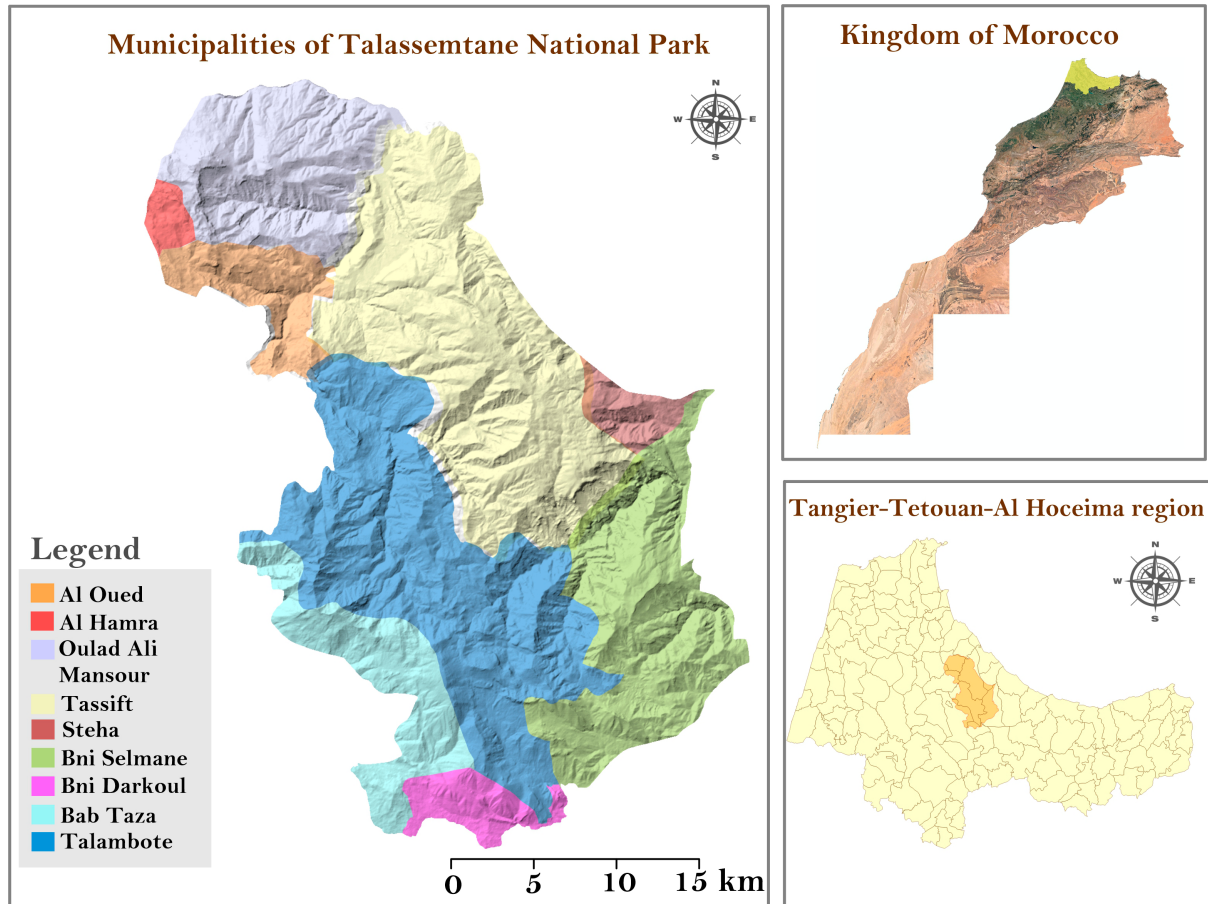 Municipalities of Talassemtane National Park
N
W E
S
Legend
Al Oued
Al Hamra
Oulad Ali
Mansour
Tassift
Steha
Bni Selmane
Bni Darkoul
Bab Taza
Talambote
0 5 10 15 km
Kingdom of Morocco
Tangier-Tetouan-Al Hoceima region
N
W E
S